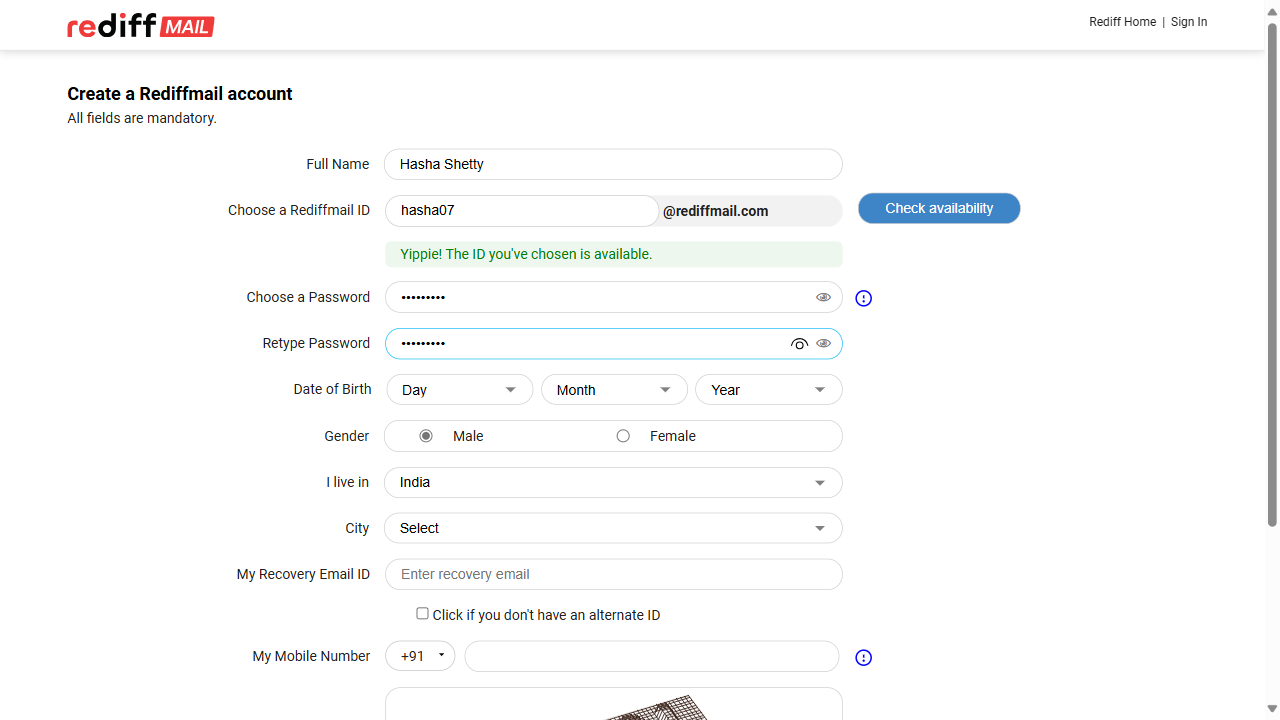 rediff MAIL
Rediff Home | Sign In
Create a Rediffmail account
All fields are mandatory.
Full Name Hasha Shetty
Choose a Rediffmail ID hasha07 @rediffmail.com Check availability
Yippie! The ID you've chosen is available.
Choose a Password •••••••••
Retype Password •••••••••
Date of Birth Day Month Year
Gender Male Female
I live in India
City Select
My Recovery Email ID Enter recovery email
Click if you don't have an alternate ID
My Mobile Number +91